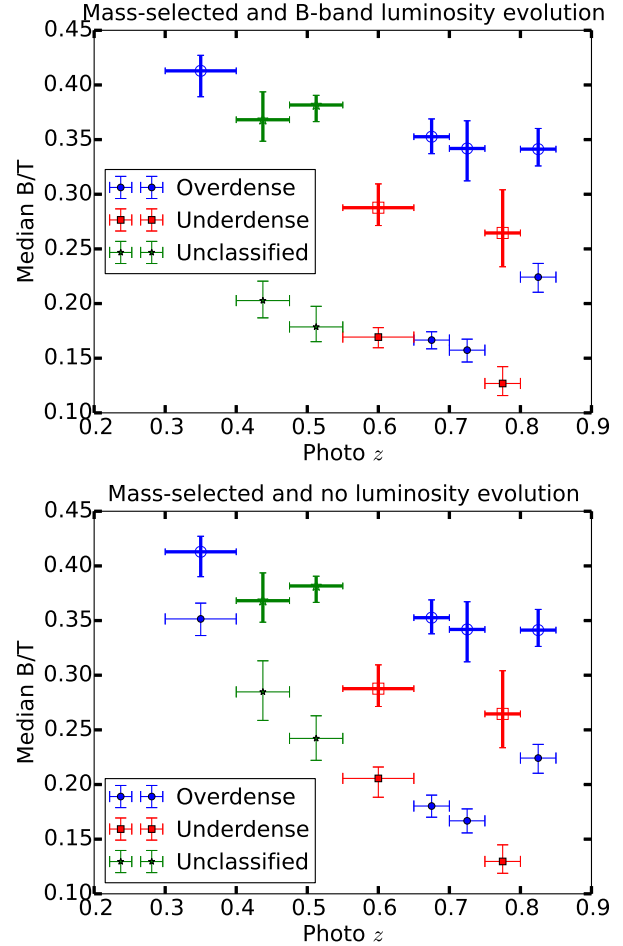 Mass-selected and B-band luminosity evolution
0.45
0.40
0.35
0.30
0.25
0.20
0.15
0.10
Median B/T
Overdense
Underdense
Unclassified
0.2 0.3 0.4 0.5 0.6 0.7 0.8 0.9
Photo z
Mass-selected and no luminosity evolution
0.45
0.40
0.35
0.30
0.25
0.20
0.15
0.10
Median B/T
Overdense
Underdense
Unclassified
0.2 0.3 0.4 0.5 0.6 0.7 0.8 0.9
Photo z